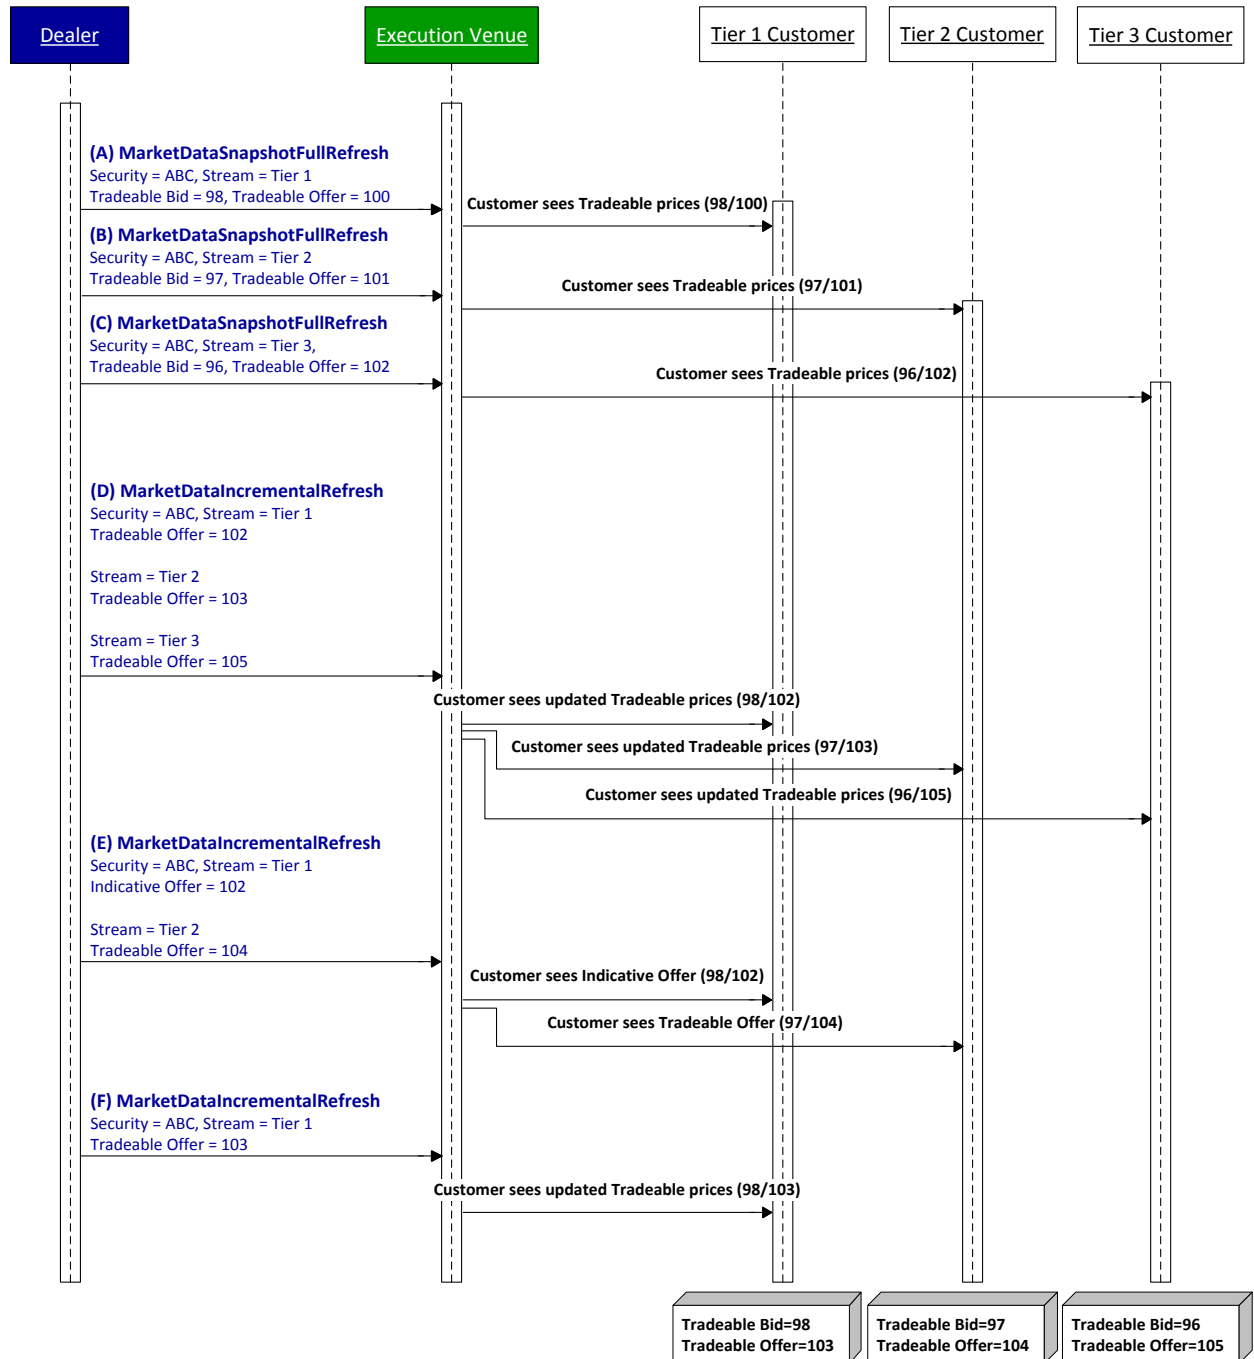 Dealer
Execution Venue
Tier 1 Customer
Tier 2 Customer
Tier 3 Customer
(A) MarketDataSnapshotFullRefresh
Security = ABC, Stream = Tier 1
Tradeable Bid = 98, Tradeable Offer = 100
Customer sees Tradeable prices (98/100)
(B) MarketDataSnapshotFullRefresh
Security = ABC, Stream = Tier 2
Tradeable Bid = 97, Tradeable Offer = 101
Customer sees Tradeable prices (97/101)
(C) MarketDataSnapshotFullRefresh
Security = ABC, Stream = Tier 3,
Tradeable Bid = 96, Tradeable Offer = 102
Customer sees Tradeable prices (96/102)
(D) MarketDataIncrementalRefresh
Security = ABC, Stream = Tier 1
Tradeable Offer = 102
Stream = Tier 2
Tradeable Offer = 103
Stream = Tier 3
Tradeable Offer = 105
Customer sees updated Tradeable prices (98/102)
Customer sees updated Tradeable prices (97/103)
Customer sees updated Tradeable prices (96/105)
(E) MarketDataIncrementalRefresh
Security = ABC, Stream = Tier 1
Indicative Offer = 102
Stream = Tier 2
Tradeable Offer = 104
Customer sees Indicative Offer (98/102)
Customer sees Tradeable Offer (97/104)
(F) MarketDataIncrementalRefresh
Security = ABC, Stream = Tier 1
Tradeable Offer = 103
Customer sees updated Tradeable prices (98/103)
Tradeable Bid=98
Tradeable Offer=103
Tradeable Bid=97
Tradeable Offer=104
Tradeable Bid=96
Tradeable Offer=105